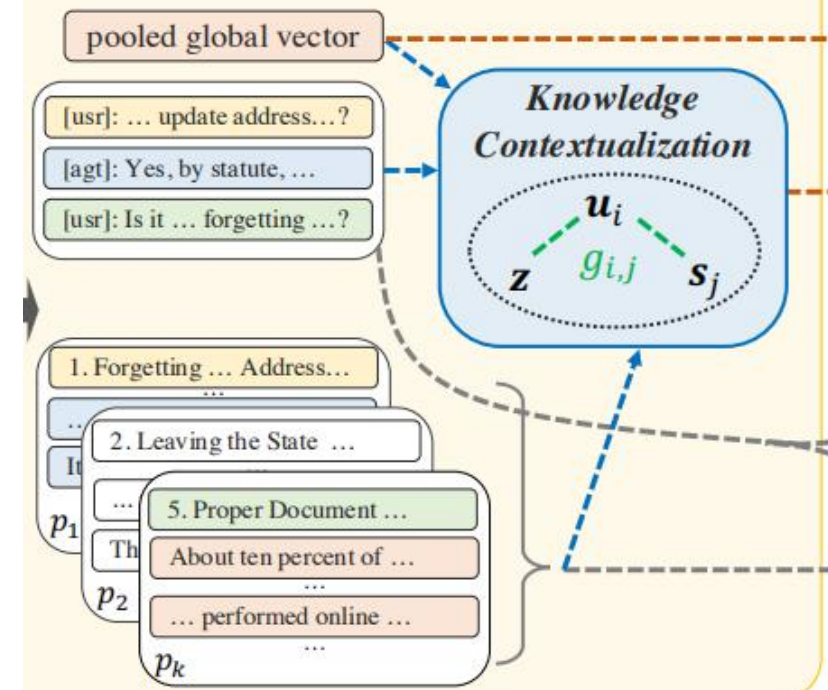 pooled global vector
[usr]: … update address…?
[agt]: Yes, by statute, …
[usr]: Is it … forgetting …?
Knowledge
Contextualization
u_i
z g_{i,j} s_j
1. Forgetting … Address…
…
…
It
p_1
2. Leaving the State …
…
…
Th
p_2
5. Proper Document …
About ten percent of …
…
… performed online …
…
p_k